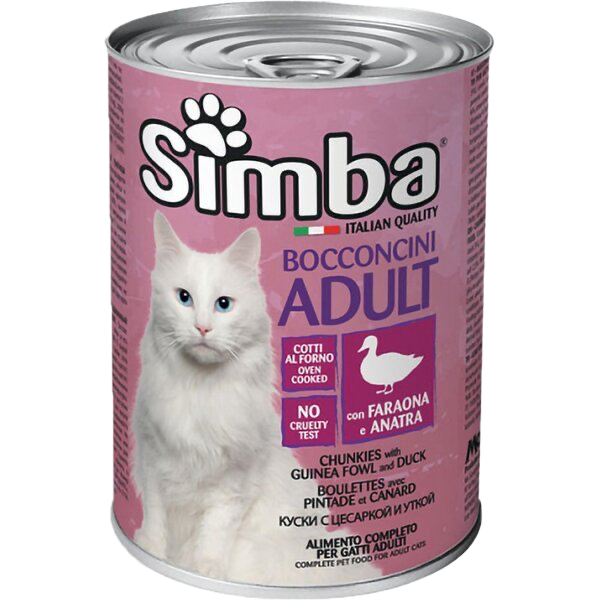 Simba®
ITALIAN QUALITY
BOCCONCINI
ADULT
COTTI
AL FORNO
OVEN
COOKED
NO
CRUELTY
TEST
con FARAONA
e ANATRA
CHUNKIES with
GUINEA FOWL and DUCK
BOULETTES avec
PINTADE et CANARD
КУСКИ С ЦЕСАРКОЙ И УТКОЙ
ALIMENTO COMPLETO
PER GATTI ADULTI
COMPLETE PET FOOD FOR ADULT CATS